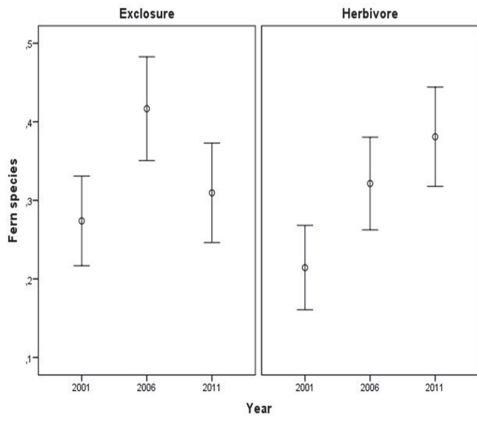 Exclosure
Herbivore
Fern species
,5
,4
,3
,2
,1
2001 2006 2011
2001 2006 2011
Year